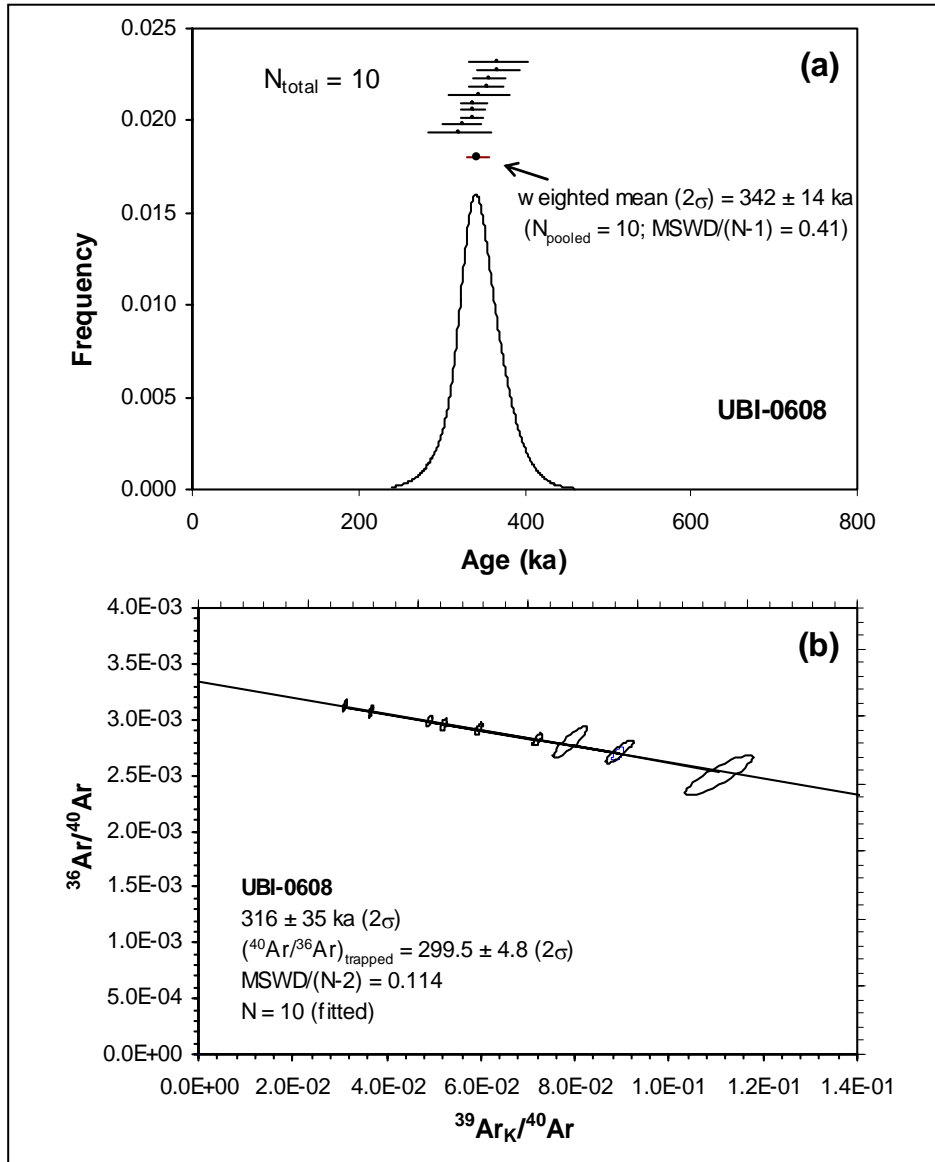 (a)
N_total = 10
weighted mean (2σ) = 342 ± 14 ka
(N_pooled = 10; MSWD/(N-1) = 0.41)
UBI-0608
Frequency
0.025
0.020
0.015
0.010
0.005
0.000
0 200 400 600 800
Age (ka)
(b)
³⁶Ar/⁴⁰Ar
4.0E-03
3.5E-03
3.0E-03
2.5E-03
2.0E-03
1.5E-03
1.0E-03
5.0E-04
0.0E+00
UBI-0608
316 ± 35 ka (2σ)
(⁴⁰Ar/³⁶Ar)trapped = 299.5 ± 4.8 (2σ)
MSWD/(N-2) = 0.114
N = 10 (fitted)
0.0E+00 2.0E-02 4.0E-02 6.0E-02 8.0E-02 1.0E-01 1.2E-01 1.4E-01
³⁹ArK/⁴⁰Ar